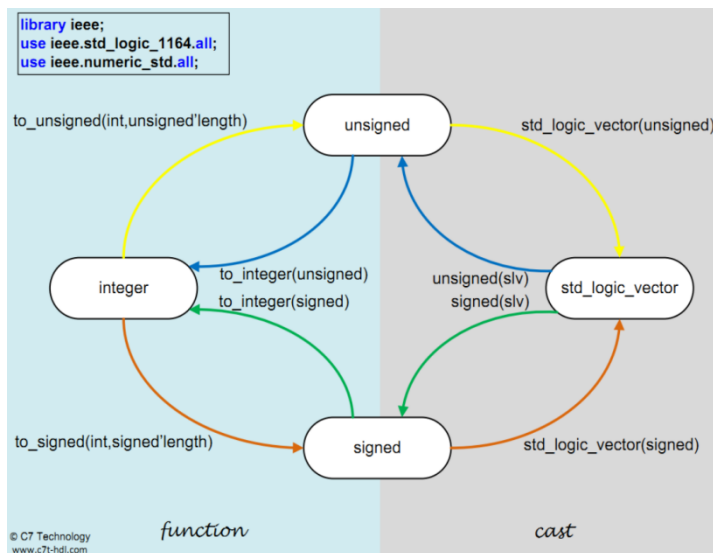 library ieee;
use ieee.std_logic_1164.all;
use ieee.numeric_std.all;
to_unsigned(int,unsigned'length)
unsigned
std_logic_vector(unsigned)
integer
to_integer(unsigned)
to_integer(signed)
unsigned(slv)
signed(slv)
std_logic_vector
to_signed(int,signed'length)
signed
std_logic_vector(signed)
© C7 Technology
www.c7t-hdl.com
function
cast